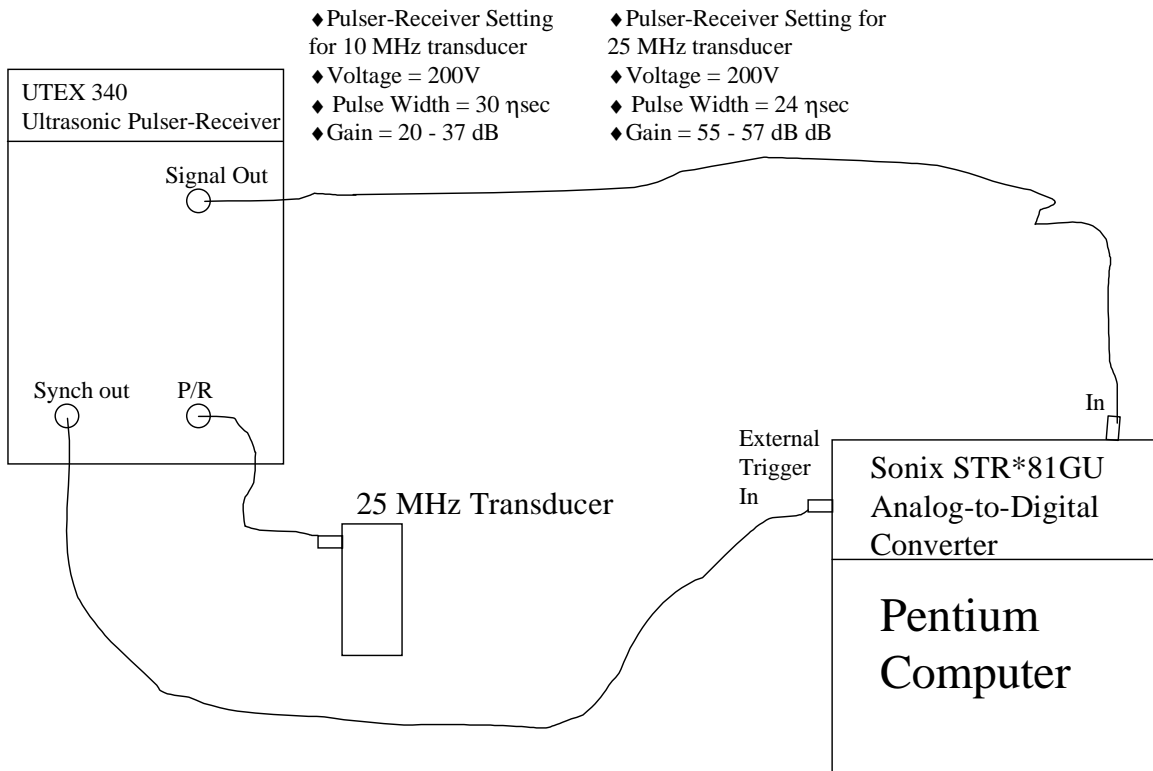 ♦Pulser-Receiver Setting
for 10 MHz transducer
♦Voltage = 200V
♦ Pulse Width = 30 ηsec
♦Gain = 20 - 37 dB
♦Pulser-Receiver Setting for
25 MHz transducer
♦Voltage = 200V
♦ Pulse Width = 24 ηsec
♦Gain = 55 - 57 dB dB
UTEX 340
Ultrasonic Pulser-Receiver
Signal Out
Synch out
P/R
25 MHz Transducer
External
Trigger
In
In
Sonix STR*81GU
Analog-to-Digital
Converter
Pentium
Computer